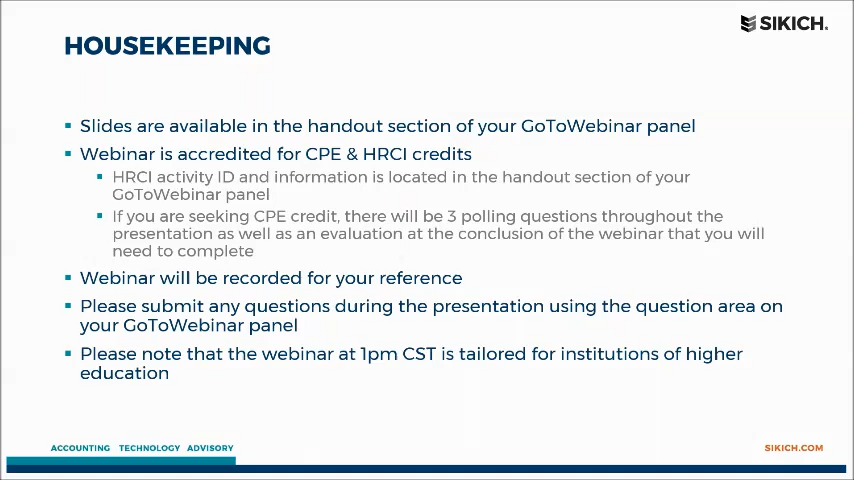 SIKICH.
HOUSEKEEPING
Slides are available in the handout section of your GoToWebinar panel
Webinar is accredited for CPE & HRCI credits
HRCI activity ID and information is located in the handout section of your
GoToWebinar panel
If you are seeking CPE credit, there will be 3 polling questions throughout the
presentation as well as an evaluation at the conclusion of the webinar that you will
need to complete
Webinar will be recorded for your reference
Please submit any questions during the presentation using the question area on
your GoToWebinar panel
Please note that the webinar at 1pm CST is tailored for institutions of higher
education
ACCOUNTING TECHNOLOGY ADVISORY
SIKICH.COM